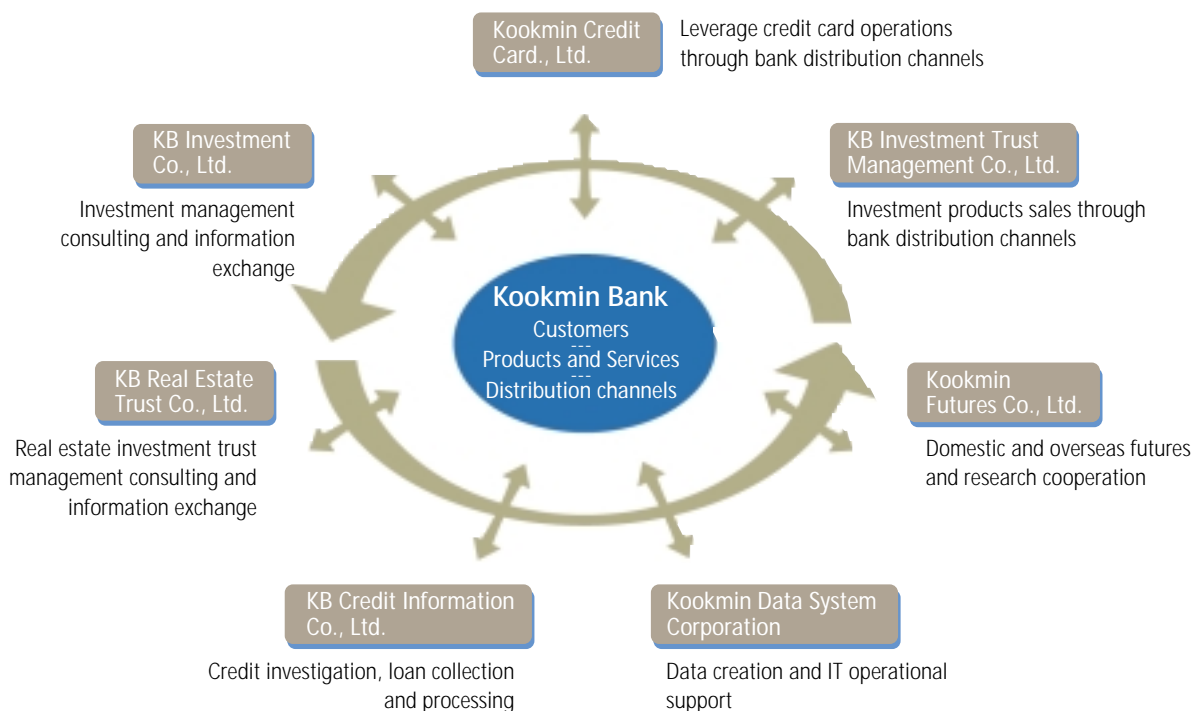 Kookmin Credit
Card., Ltd.
Leverage credit card operations
through bank distribution channels
KB Investment
Co., Ltd.
Investment management
consulting and information
exchange
KB Investment Trust
Management Co., Ltd.
Investment products sales through
bank distribution channels
Kookmin Bank
Customers
---
Products and Services
---
Distribution channels
KB Real Estate
Trust Co., Ltd.
Real estate investment trust
management consulting and
information exchange
Kookmin
Futures Co., Ltd.
Domestic and overseas futures
and research cooperation
KB Credit Information
Co., Ltd.
Credit investigation, loan collection
and processing
Kookmin Data System
Corporation
Data creation and IT operational
support